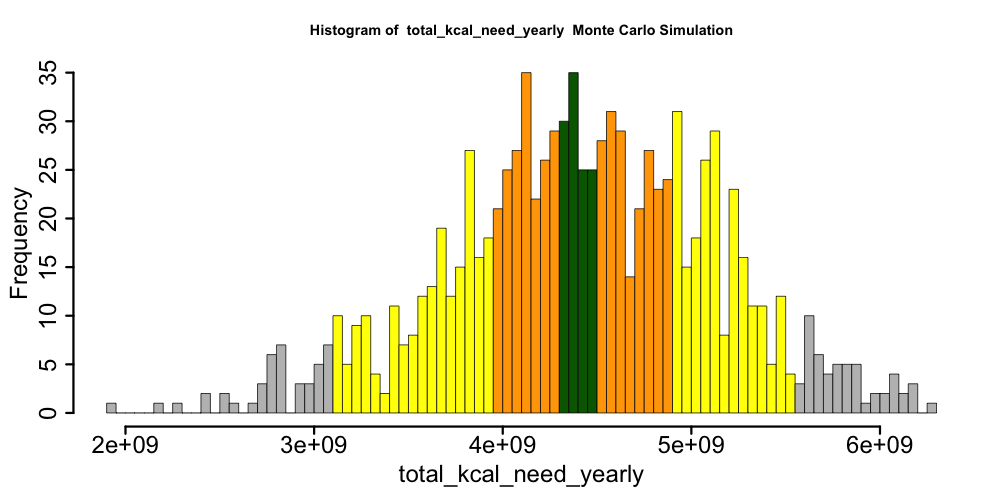 Histogram of  total_kcal_need_yearly  Monte Carlo Simulation
35
30
25
20
15
10
5
0
Frequency
2e+09 3e+09 4e+09 5e+09 6e+09
total_kcal_need_yearly